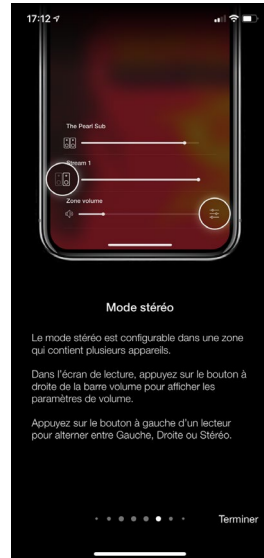 17:12
The Pearl Sub
Stream 1
Zone volume
Mode stéréo
Le mode stéréo est configurable dans une zone
qui contient plusieurs appareils.
Dans l'écran de lecture, appuyez sur le bouton à
droite de la barre volume pour afficher les
paramètres de volume.
Appuyez sur le bouton à gauche d'un lecteur
pour alterner entre Gauche, Droite ou Stéréo.
Terminer